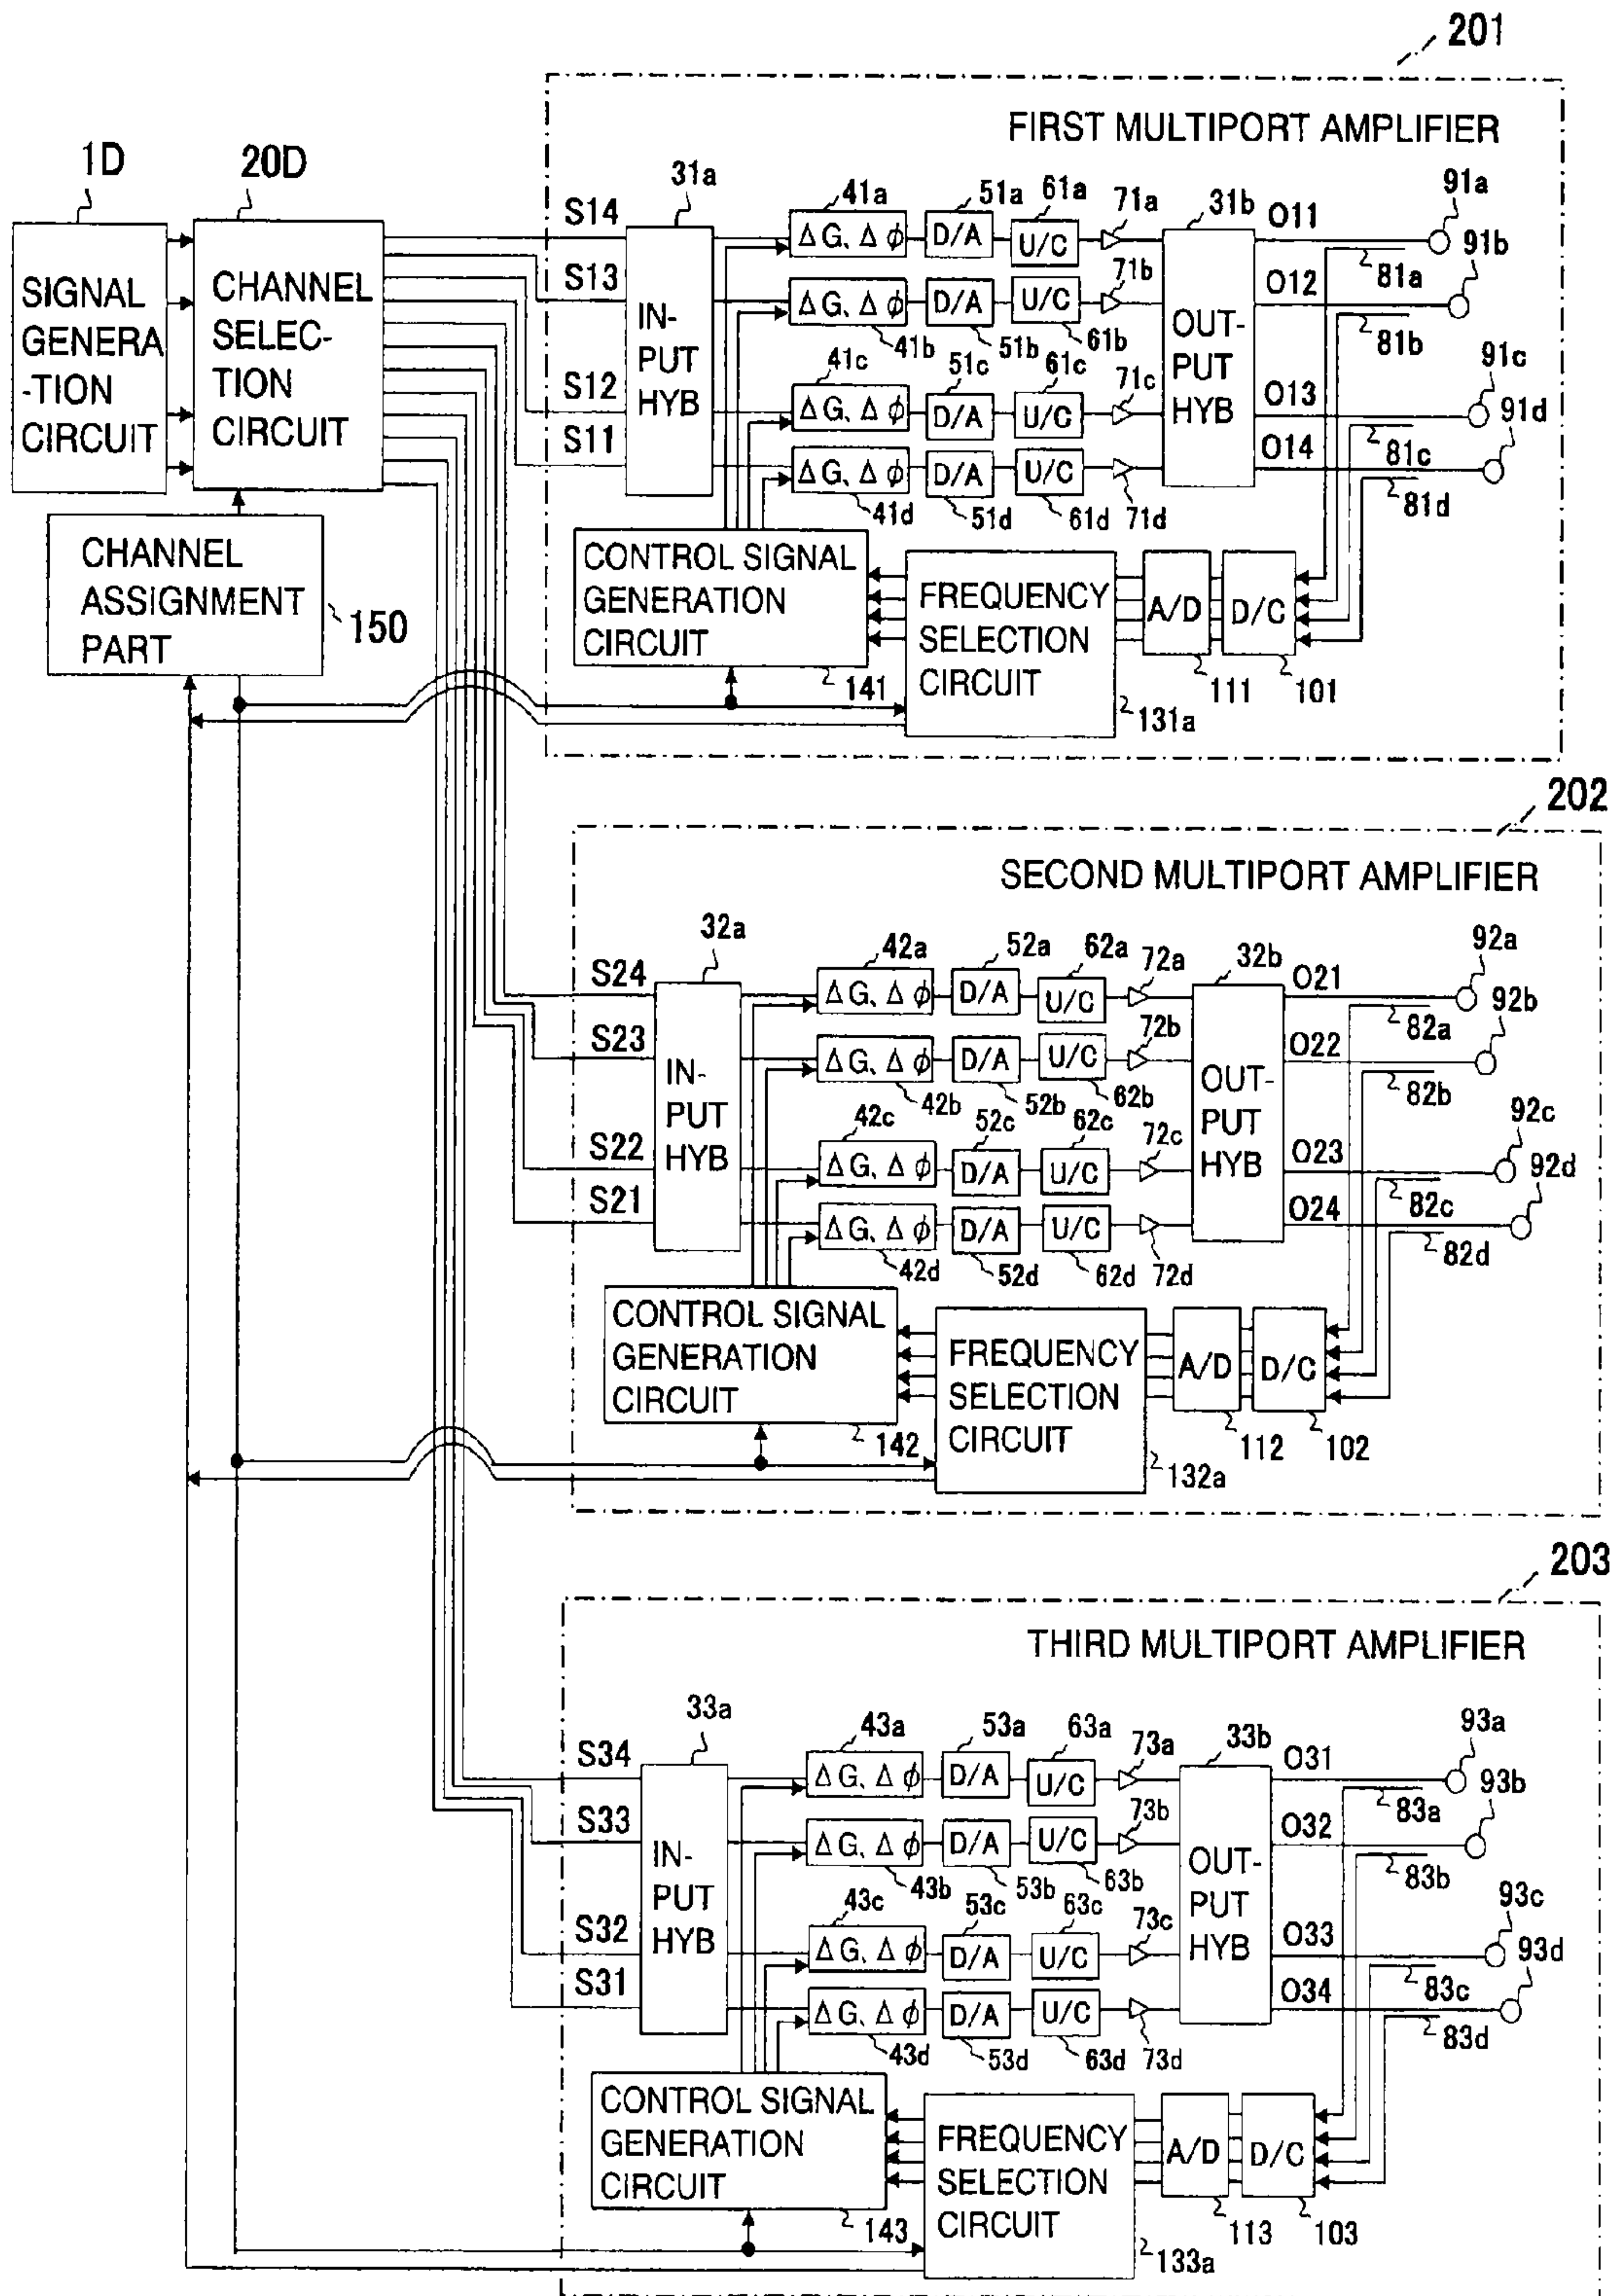 201
FIRST MULTIPORT AMPLIFIER
1D
20D
SIGNAL
GENERA
-TION
CIRCUIT
CHANNEL
SELEC-
TION
CIRCUIT
CHANNEL
ASSIGNMENT
PART
150
S14
S13
S12
S11
31a
IN-
PUT
HYB
41a
51a
61a
71a
31b
O11
91a
ΔG、Δφ
D/A
U/C
81a
91b
71b
O12
ΔG、Δφ
D/A
U/C
41b
51b
61b
81b
OUT-
PUT
HYB
41c
51c
61c
71c
O13
91c
ΔG、Δφ
D/A
U/C
81c
91d
O14
ΔG、Δφ
D/A
U/C
41d
51d
61d
71d
81d
CONTROL SIGNAL
GENERATION
CIRCUIT
141
FREQUENCY
SELECTION
CIRCUIT
131a
A/D
111
D/C
101
202
SECOND MULTIPORT AMPLIFIER
S24
S23
S22
S21
32a
IN-
PUT
HYB
42a
52a
62a
72a
32b
O21
92a
ΔG、Δφ
D/A
U/C
82a
92b
72b
O22
ΔG、Δφ
D/A
U/C
42b
52b
62b
82b
OUT-
PUT
HYB
42c
52c
62c
72c
O23
92c
ΔG、Δφ
D/A
U/C
82c
92d
O24
ΔG、Δφ
D/A
U/C
42d
52d
62d
72d
82d
CONTROL SIGNAL
GENERATION
CIRCUIT
142
FREQUENCY
SELECTION
CIRCUIT
132a
A/D
112
D/C
102
203
THIRD MULTIPORT AMPLIFIER
S34
S33
S32
S31
33a
IN-
PUT
HYB
43a
53a
63a
73a
33b
O31
93a
ΔG、Δφ
D/A
U/C
83a
93b
73b
O32
ΔG、Δφ
D/A
U/C
43b
53b
63b
83b
OUT-
PUT
HYB
43c
53c
63c
73c
O33
93c
ΔG、Δφ
D/A
U/C
83c
93d
O34
ΔG、Δφ
D/A
U/C
43d
53d
63d
73d
83d
CONTROL SIGNAL
GENERATION
CIRCUIT
143
FREQUENCY
SELECTION
CIRCUIT
133a
A/D
113
D/C
103